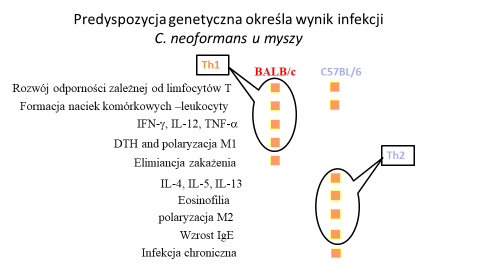 Predyspozycja genetyczna określa wynik infekcji
C. neoformans u myszy
Th1
BALB/c C57BL/6
Rozwój odporności zależnej od limfocytów T
Formacja naciek komórkowych –leukocyty
IFN-γ, IL-12, TNF-α
DTH and polaryzacja M1
Elimiancja zakażenia
Th2
IL-4, IL-5, IL-13
Eosinofilia
polaryzacja M2
Wzrost IgE
Infekcja chroniczna